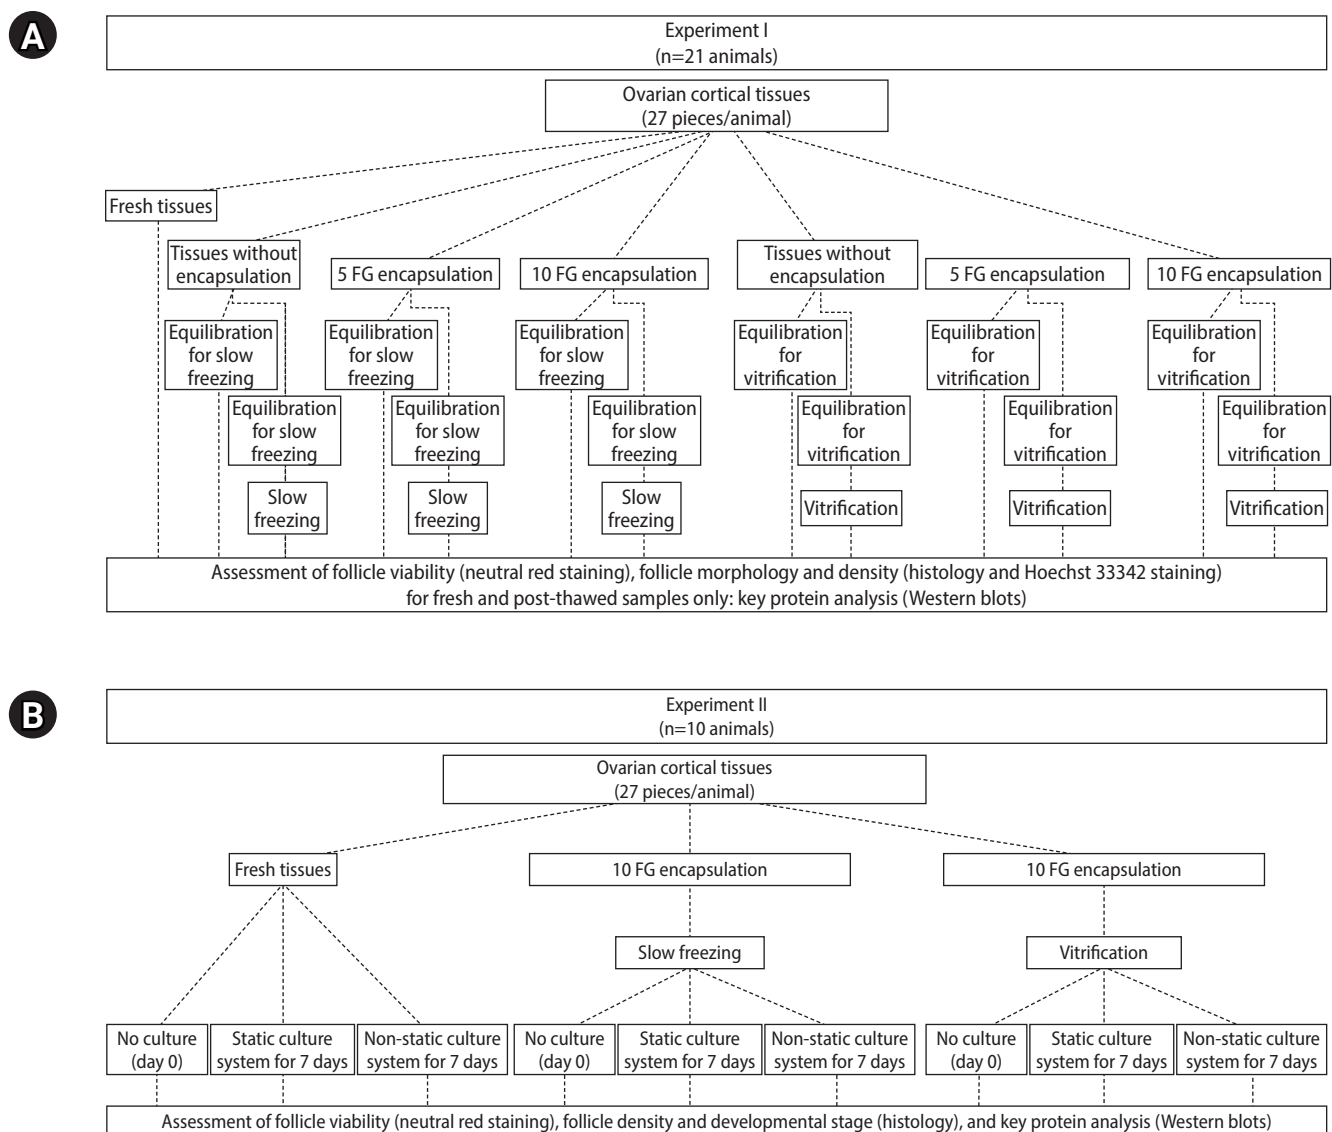 A
Experiment I
(n=21 animals)
Ovarian cortical tissues
(27 pieces/animal)
Fresh tissues
Tissues without
encapsulation
5 FG encapsulation
10 FG encapsulation
Tissues without
encapsulation
5 FG encapsulation
10 FG encapsulation
Equilibration
for slow
freezing
Equilibration
for slow
freezing
Equilibration
for slow
freezing
Equilibration
for
vitrification
Equilibration
for
vitrification
Equilibration
for
vitrification
Equilibration
for slow
freezing
Equilibration
for slow
freezing
Equilibration
for slow
freezing
Equilibration
for
vitrification
Equilibration
for
vitrification
Equilibration
for
vitrification
Slow
freezing
Slow
freezing
Slow
freezing
Vitrification
Vitrification
Vitrification
Assessment of follicle viability (neutral red staining), follicle morphology and density (histology and Hoechst 33342 staining)
for fresh and post-thawed samples only: key protein analysis (Western blots)
B
Experiment II
(n=10 animals)
Ovarian cortical tissues
(27 pieces/animal)
Fresh tissues
10 FG encapsulation
10 FG encapsulation
Slow freezing
Vitrification
No culture
(day 0)
Static culture
system for 7 days
Non-static culture
system for 7 days
No culture
(day 0)
Static culture
system for 7 days
Non-static culture
system for 7 days
No culture
(day 0)
Static culture
system for 7 days
Non-static culture
system for 7 days
Assessment of follicle viability (neutral red staining), follicle density and developmental stage (histology), and key protein analysis (Western blots)